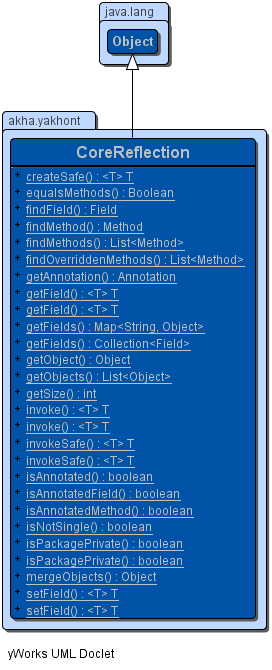 java.lang
Object
akha.yakhont
CoreReflection
+ createSafe() : <T> T
+ equalsMethods() : Boolean
+ findField() : Field
+ findMethod() : Method
+ findMethods() : List<Method>
+ findOverriddenMethods() : List<Method>
+ getAnnotation() : Annotation
+ getField() : <T> T
+ getField() : <T> T
+ getFields() : Map<String, Object>
+ getFields() : Collection<Field>
+ getObject() : Object
+ getObjects() : List<Object>
+ getSize() : int
+ invoke() : <T> T
+ invoke() : <T> T
+ invokeSafe() : <T> T
+ invokeSafe() : <T> T
+ isAnnotated() : boolean
+ isAnnotatedField() : boolean
+ isAnnotatedMethod() : boolean
+ isNotSingle() : boolean
+ isPackagePrivate() : boolean
+ isPackagePrivate() : boolean
+ mergeObjects() : Object
+ setField() : <T> T
+ setField() : <T> T
yWorks UML Doclet